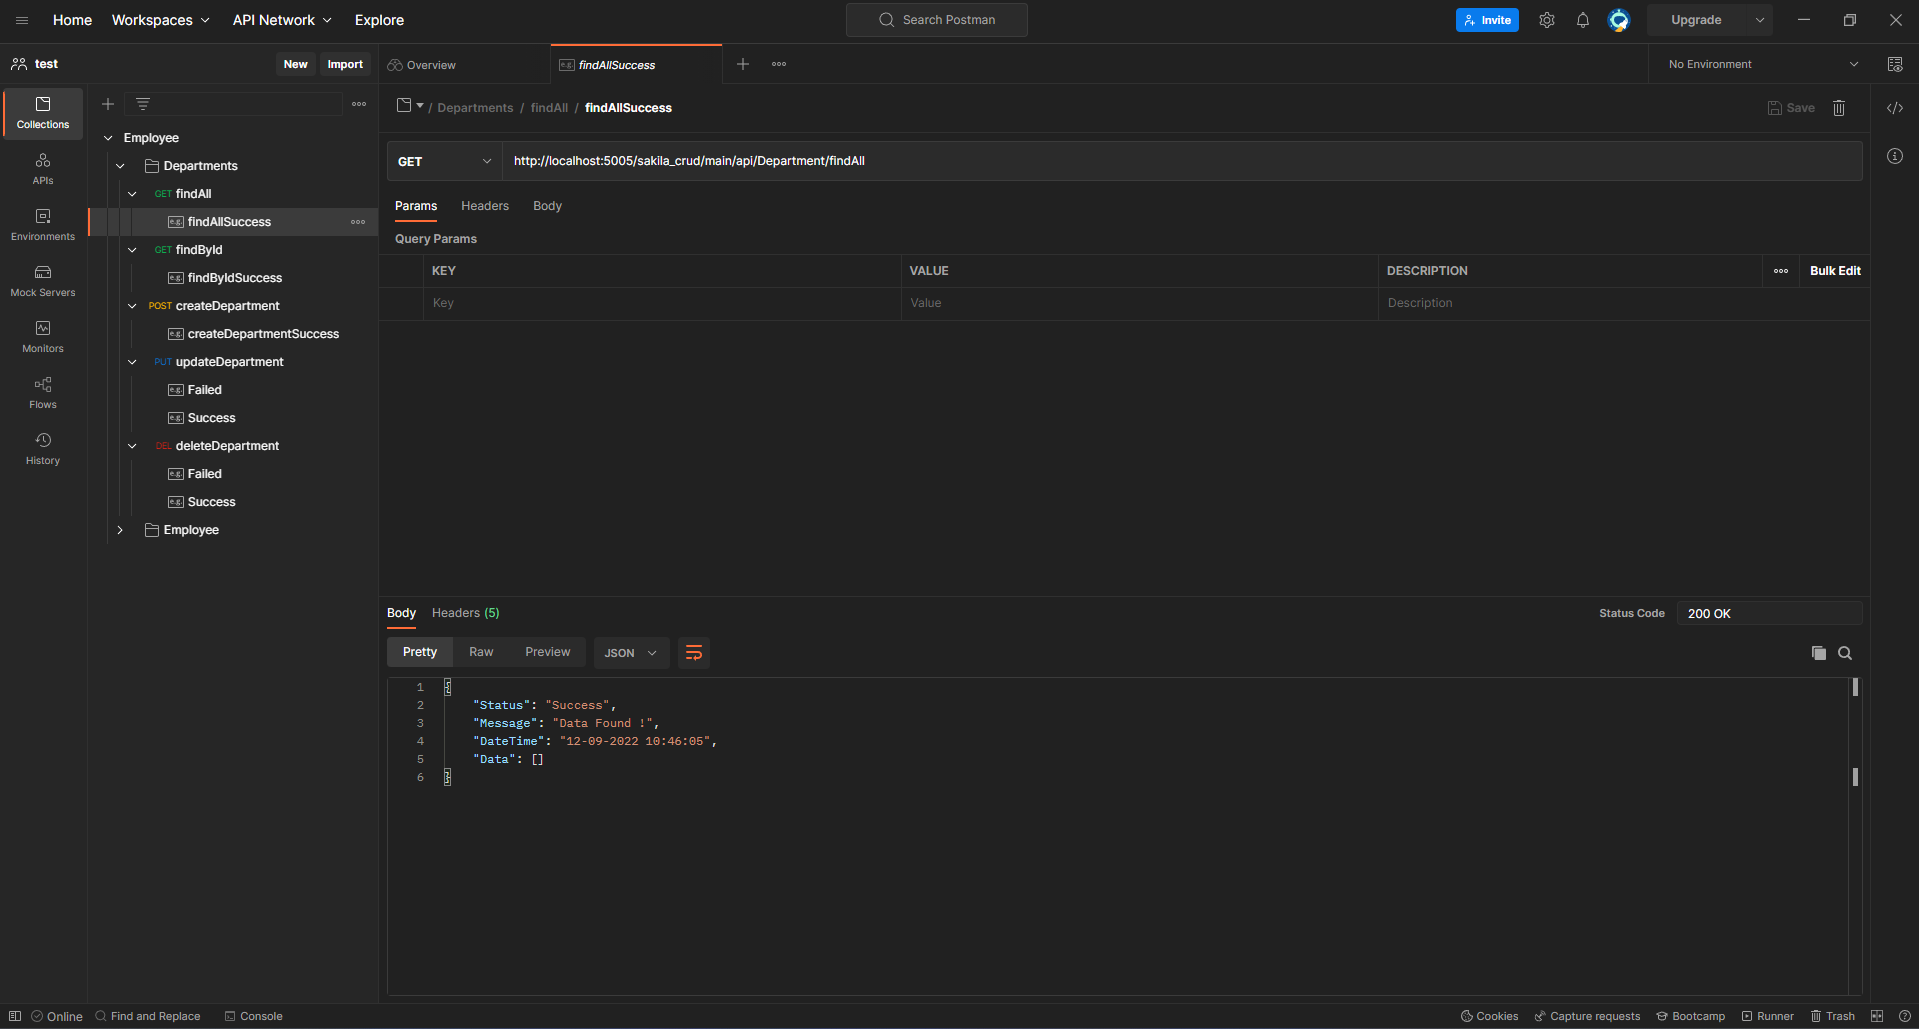 Home Workspaces API Network Explore Search Postman Invite Upgrade
test New Import Overview e.g. findAllSuccess No Environment
Collections
APIs
Environments
Mock Servers
Monitors
Flows
History
Employee
Departments
GET findAll
e.g. findAllSuccess
GET findById
e.g. findByIdSuccess
POST createDepartment
e.g. createDepartmentSuccess
PUT updateDepartment
e.g. Failed
e.g. Success
DEL deleteDepartment
e.g. Failed
e.g. Success
Employee
/ Departments / findAll / findAllSuccess Save
GET http://localhost:5005/sakila_crud/main/api/Department/findAll
Params Headers Body
Query Params
KEY VALUE DESCRIPTION Bulk Edit
Key Value Description
Body Headers (5) Status Code 200 OK
Pretty Raw Preview JSON
1 {
2 "Status": "Success",
3 "Message": "Data Found !",
4 "DateTime": "12-09-2022 10:46:05",
5 "Data": []
6 }
Online Find and Replace Console Cookies Capture requests Bootcamp Runner Trash